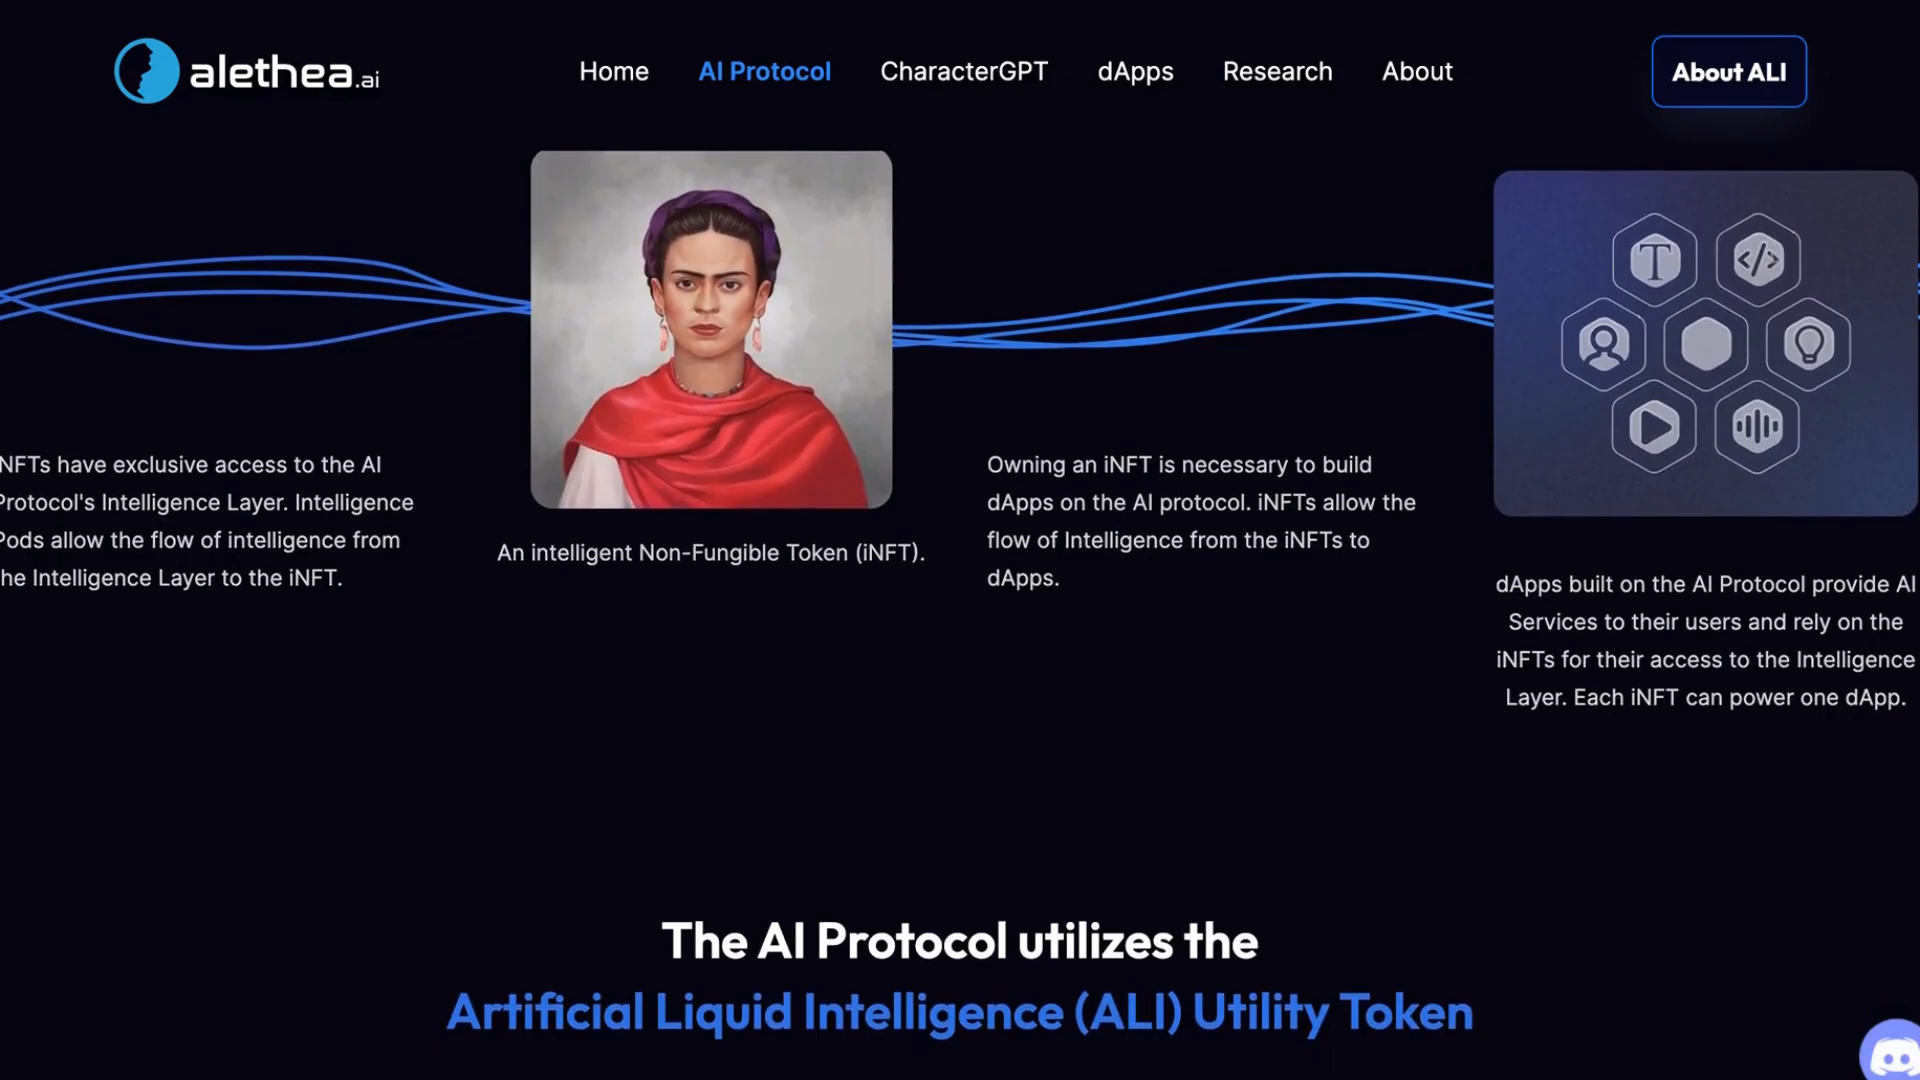 alethea.ai
Home
AI Protocol
CharacterGPT
dApps
Research
About
About ALI
NFTs have exclusive access to the AI
Protocol's Intelligence Layer. Intelligence
Pods allow the flow of intelligence from
he Intelligence Layer to the iNFT.
An intelligent Non-Fungible Token (iNFT).
Owning an iNFT is necessary to build
dApps on the AI protocol. iNFTs allow the
flow of Intelligence from the iNFTs to
dApps.
T
</>
dApps built on the AI Protocol provide AI
Services to their users and rely on the
iNFTs for their access to the Intelligence
Layer. Each iNFT can power one dApp.
The AI Protocol utilizes the
Artificial Liquid Intelligence (ALI) Utility Token